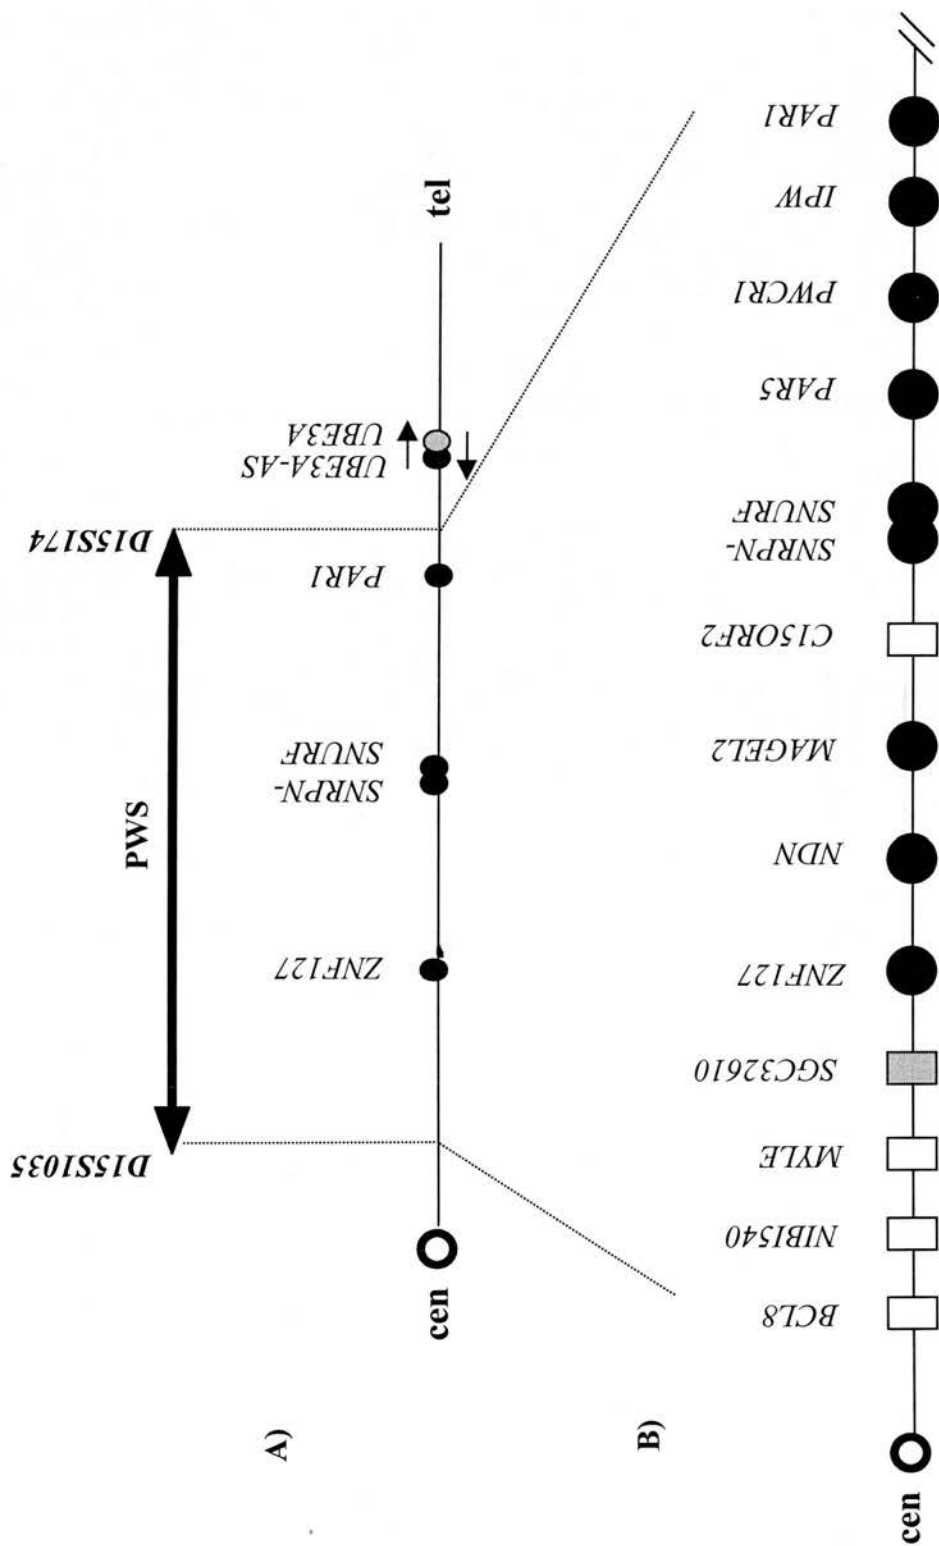 A)
PWS
D15S1035
D15S174
ZNF127
SNRPN-
SNURF
PAR1
UBE3A-AS
UBE3A
cen
tel
B)
BCL8
NIBI540
MYLE
SGC32610
ZNF127
NDN
MAGEL2
C15ORF2
SNRPN-
SNURF
PAR5
PWCR1
IPW
PAR1
cen